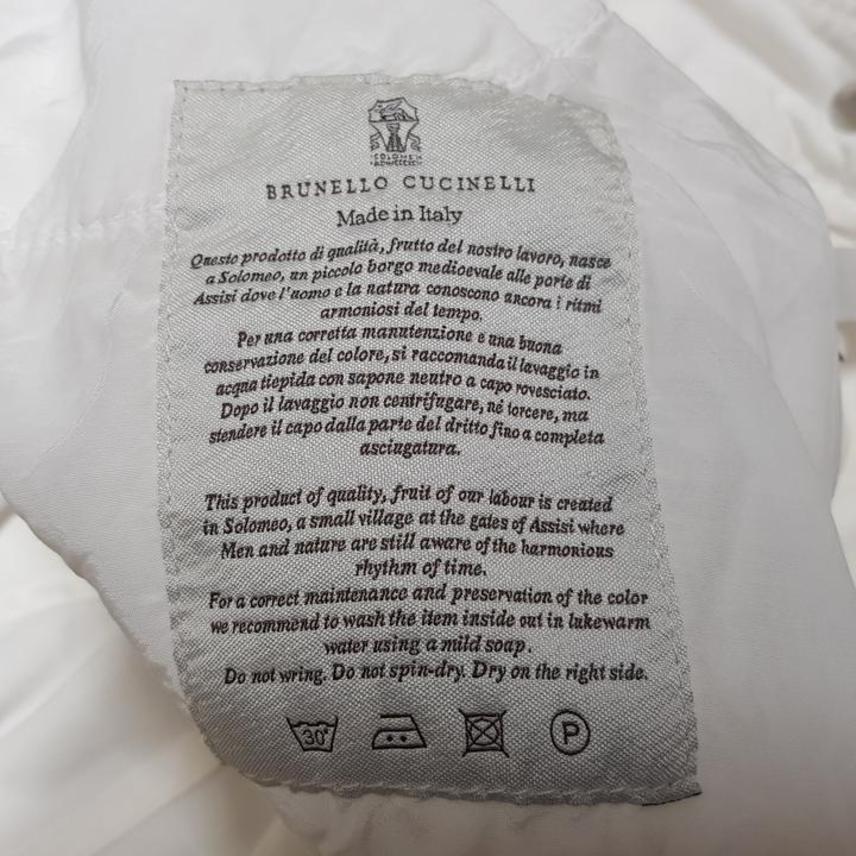 BRUNELLO CUCINELLI
Made in Italy
Questo prodotto di qualità, frutto del nostro lavoro, nasce
a Solomeo, un piccolo borgo medioevale alle porte di
Assisi dove l'uomo e la natura conoscono ancora i ritmi
armoniosi del tempo.
Per una corretta manutenzione e una buona
conservazione del colore, si raccomanda il lavaggio in
acqua tiepida con sapone neutro a capo rovesciato.
Dopo il lavaggio non centrifugare, né torcere, ma
stendere il capo dalla parte del dritto fino a completa
asciugatura.
This product of quality, fruit of our labour is created
in Solomeo, a small village at the gates of Assisi where
Men and nature are still aware of the harmonious
rhythm of time.
For a correct maintenance and preservation of the color
we recommend to wash the item inside out in lukewarm
water using a mild soap.
Do not wring. Do not spin-dry. Dry on the right side.
30° P